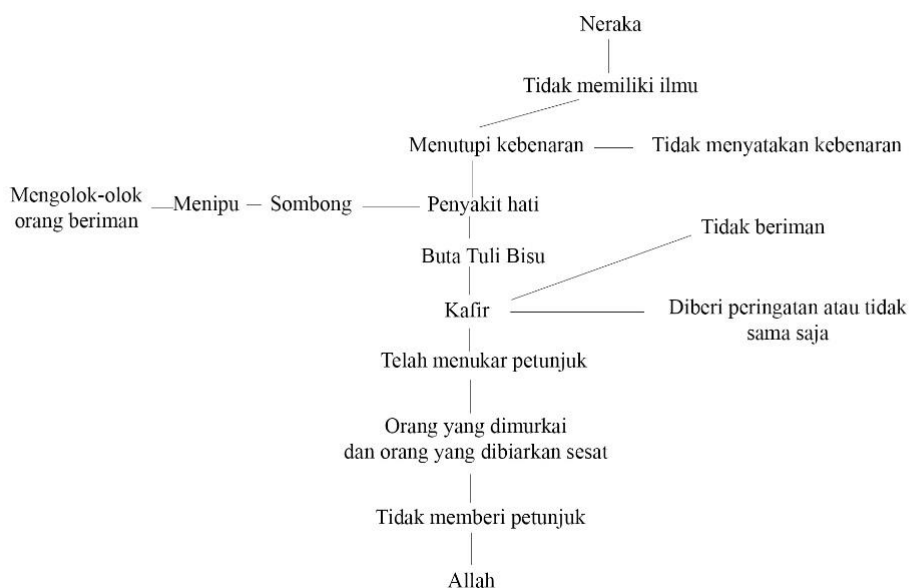 Neraka
Tidak memiliki ilmu
Menutupi kebenaran
Tidak menyatakan kebenaran
Mengolok-olok
orang beriman
Menipu
Sombong
Penyakit hati
Tidak beriman
Buta Tuli Bisu
Kafir
Diberi peringatan atau tidak
sama saja
Telah menukar petunjuk
Orang yang dimurkai
dan orang yang dibiarkan sesat
Tidak memberi petunjuk
Allah